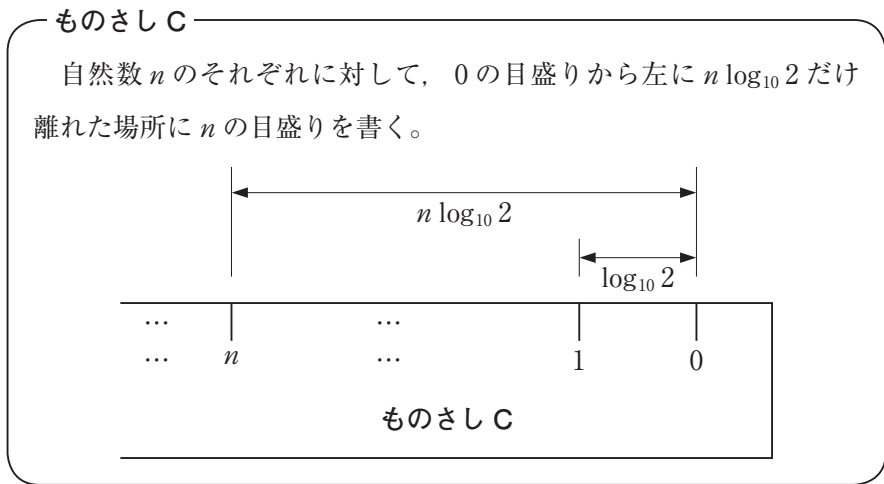 ものさし C
自然数 n のそれぞれに対して， 0 の目盛りから左に n log₁₀ 2 だけ
離れた場所に n の目盛りを書く。
n log₁₀ 2
log₁₀ 2
… …
… n … 1 0
ものさし C